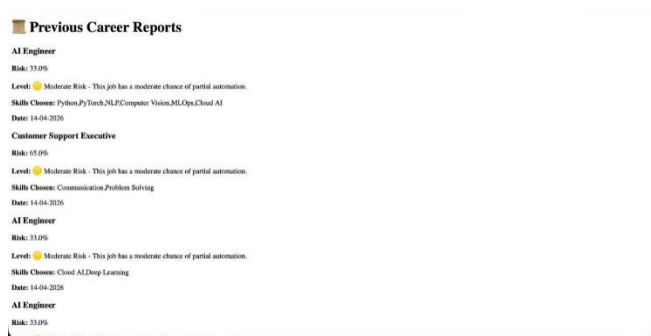 Previous Career Reports
AI Engineer
Risk: 33.0%
Level: Moderate Risk - This job has a moderate chance of partial automation.
Skills Chosen: Python,PyTorch,NLP,Computer Vision,MLOps,Cloud AI
Date: 14-04-2026
Customer Support Executive
Risk: 65.0%
Level: Moderate Risk - This job has a moderate chance of partial automation.
Skills Chosen: Communication,Problem Solving
Date: 14-04-2026
AI Engineer
Risk: 33.0%
Level: Moderate Risk - This job has a moderate chance of partial automation.
Skills Chosen: Cloud AI,Deep Learning
Date: 14-04-2026
AI Engineer
Risk: 33.0%